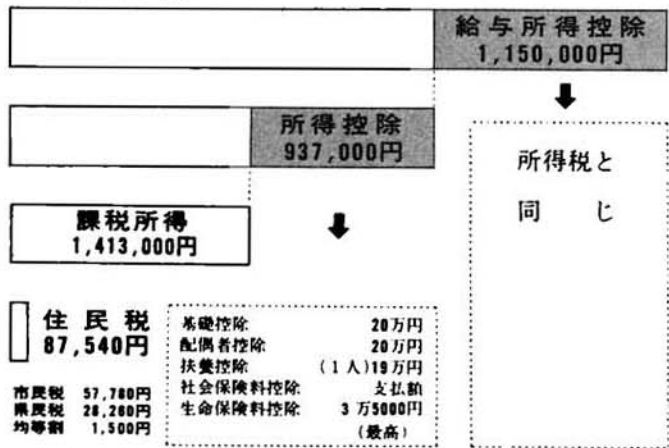 給与所得控除
1,150,000円
所得控除
937,000円
所得税と
同 じ
課税所得
1,413,000円
住民税
87,540円
市民税 57,780円
県民税 28,260円
均等割 1,500円
基礎控除 20万円
配偶者控除 20万円
扶養控除 (1人)19万円
社会保険料控除 支払額
生命保険料控除 3万5000円
(最高)